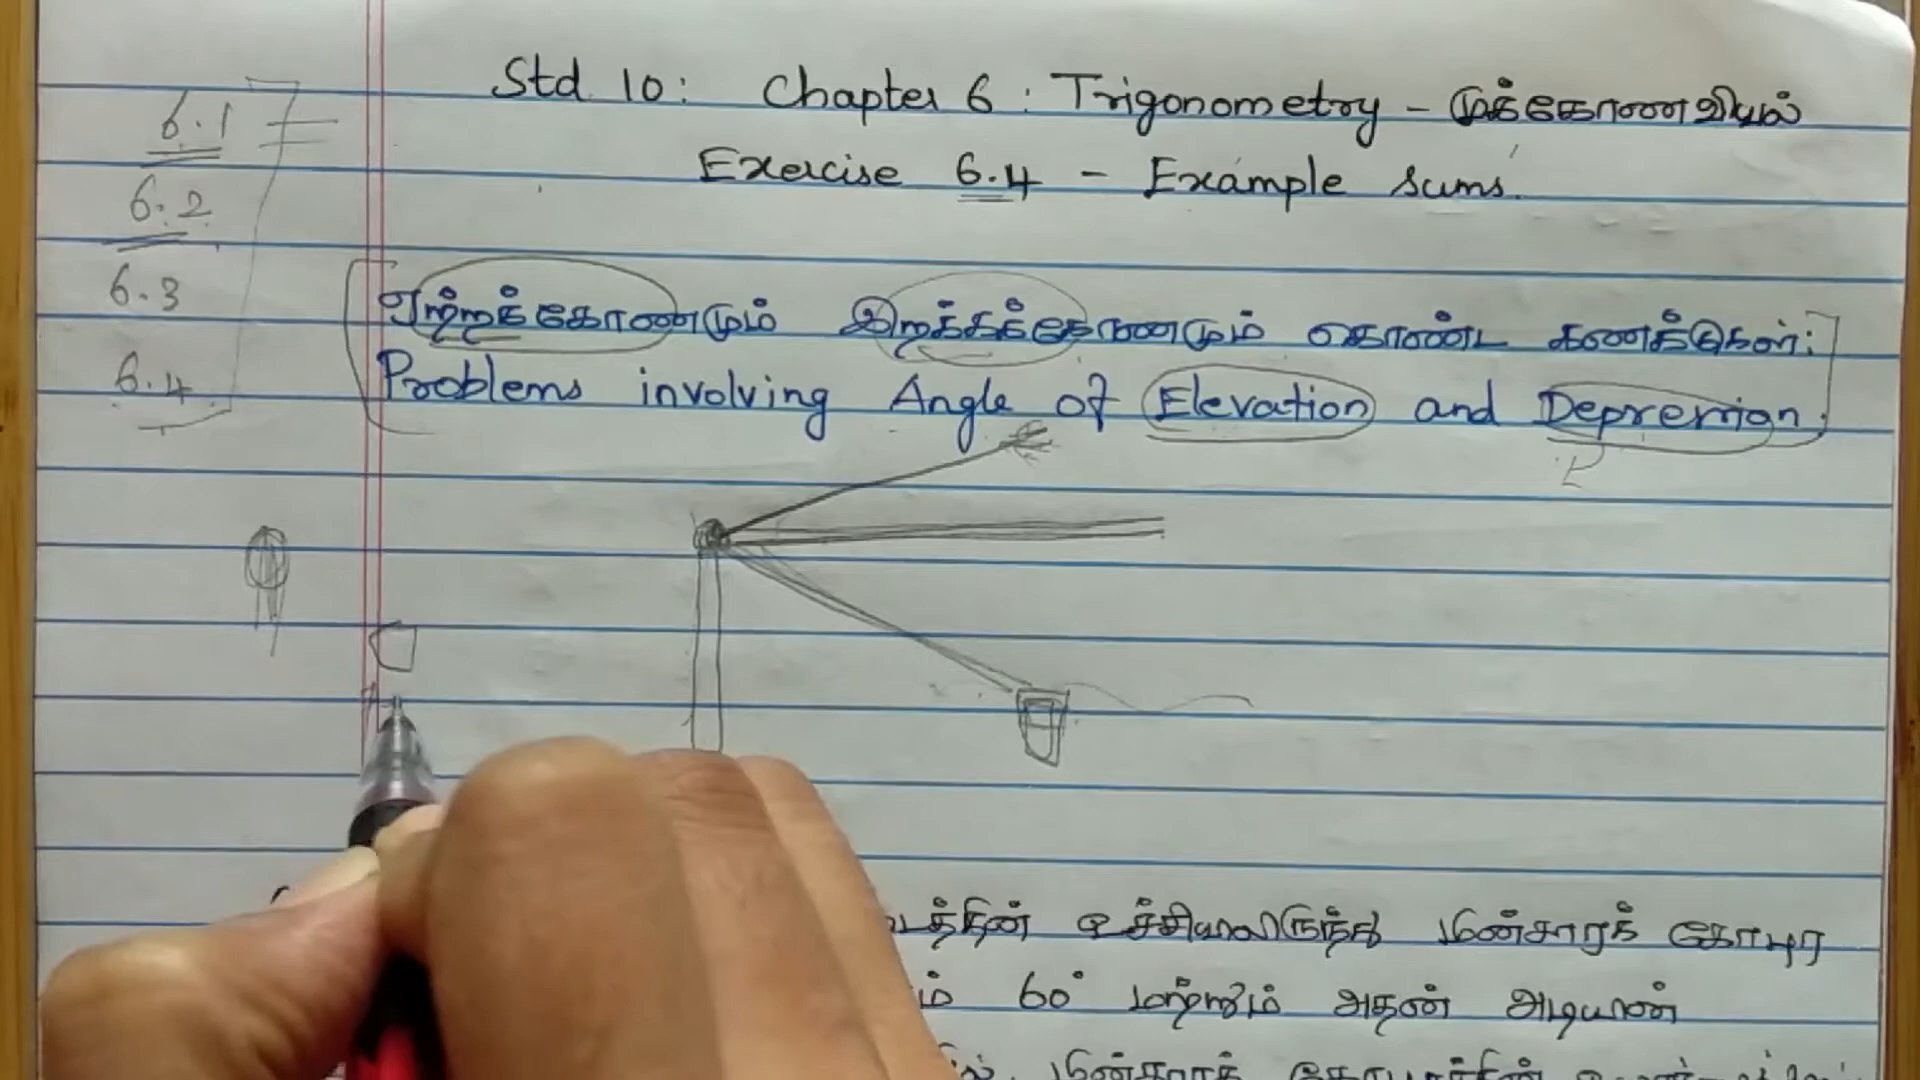 Std 10: Chapter 6: Trigonometry - முக்கோணவியல்
Exercise 6.4 - Example sums.
6.1
6.2
6.3
6.4
ஏற்றக்கோணமும் இறக்கக்கோணமும் கொண்ட கணக்குகள்:
Problems involving Angle of Elevation and Depression.
டத்தின் உச்சியிலிருந்து மின்சாரக் கோபுர
ம் 60° மற்றும் அதன் அடியின்
மின்சாரக்